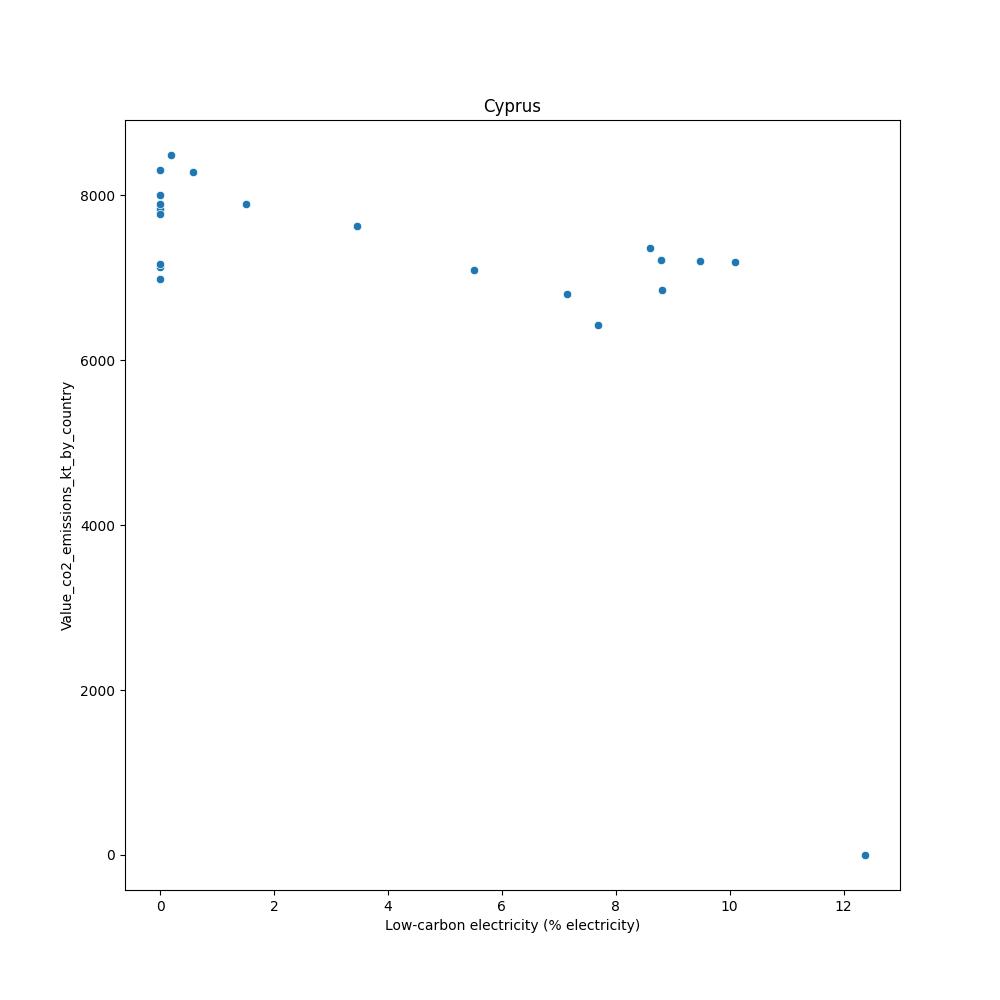 Cyprus
8000
6000
4000
2000
0
Value_co2_emissions_kt_by_country
0 2 4 6 8 10 12
Low-carbon electricity (% electricity)